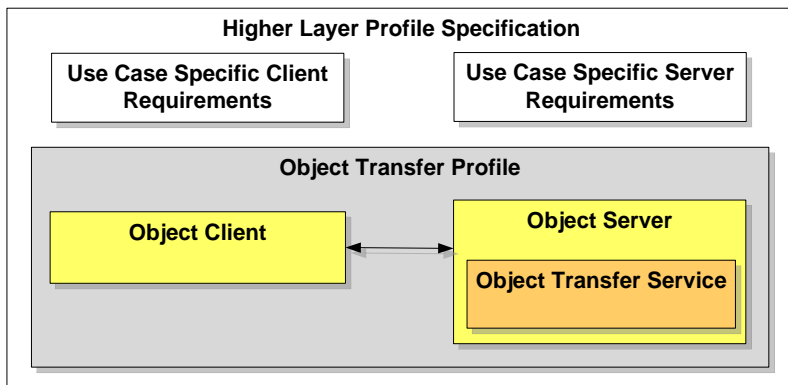 Higher Layer Profile Specification
Use Case Specific Client
Requirements
Use Case Specific Server
Requirements
Object Transfer Profile
Object Client
Object Server
Object Transfer Service